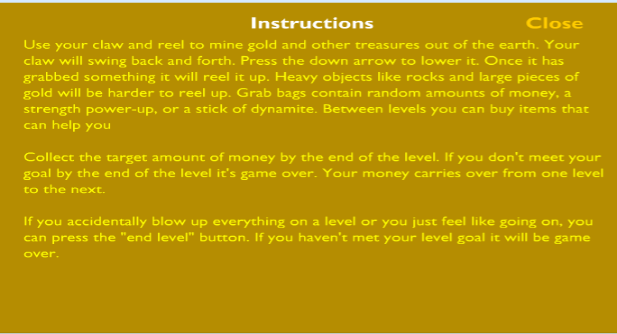 Instructions
Close
Use your claw and reel to mine gold and other treasures out of the earth. Your
claw will swing back and forth. Press the down arrow to lower it. Once it has
grabbed something it will reel it up. Heavy objects like rocks and large pieces of
gold will be harder to reel up. Grab bags contain random amounts of money, a
strength power-up, or a stick of dynamite. Between levels you can buy items that
can help you
Collect the target amount of money by the end of the level. If you don't meet your
goal by the end of the level it's game over. Your money carries over from one level
to the next.
If you accidentally blow up everything on a level or you just feel like going on, you
can press the "end level" button. If you haven't met your level goal it will be game
over.